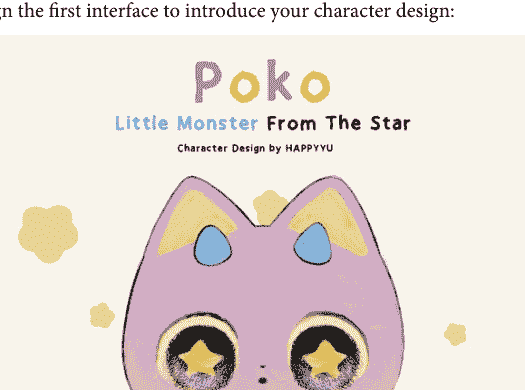 gn the first interface to introduce your character design:
Poko
Little Monster From The Star
Character Design by HAPPYYU